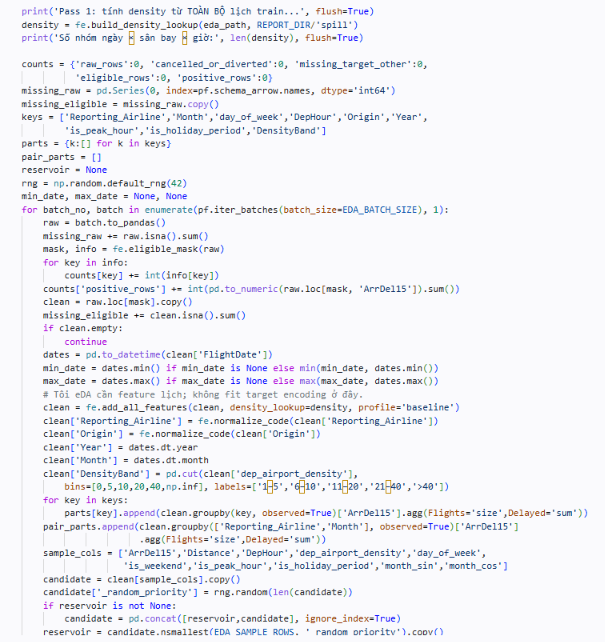 print('Pass 1: tính density từ TOÀN BỘ lịch train...', flush=True)
density = fe.build_density_lookup(eda_path, REPORT_DIR/'spill')
print('Số nhóm ngày × sân bay × giờ:', len(density), flush=True)
counts = {'raw_rows':0, 'cancelled_or_diverted':0, 'missing_target_other':0,
'eligible_rows':0, 'positive_rows':0}
missing_raw = pd.Series(0, index=pf.schema_arrow.names, dtype='int64')
missing_eligible = missing_raw.copy()
keys = ['Reporting_Airline','Month','day_of_week','DepHour','Origin','Year',
'is_peak_hour','is_holiday_period','DensityBand']
parts = {k:[] for k in keys}
pair_parts = []
reservoir = None
rng = np.random.default_rng(42)
min_date, max_date = None, None
for batch_no, batch in enumerate(pf.iter_batches(batch_size=EDA_BATCH_SIZE), 1):
raw = batch.to_pandas()
missing_raw += raw.isna().sum()
mask, info = fe.eligible_mask(raw)
for key in info:
counts[key] += int(info[key])
counts['positive_rows'] += int(pd.to_numeric(raw.loc[mask, 'ArrDel15']).sum())
clean = raw.loc[mask].copy()
missing_eligible += clean.isna().sum()
if clean.empty:
continue
dates = pd.to_datetime(clean['FlightDate'])
min_date = dates.min() if min_date is None else min(min_date, dates.min())
max_date = dates.max() if max_date is None else max(max_date, dates.max())
# Tôi eDA cần feature lịch; không fit target encoding ở đây.
clean = fe.add_all_features(clean, density_lookup=density, profile='baseline')
clean['Reporting_Airline'] = fe.normalize_code(clean['Reporting_Airline'])
clean['Origin'] = fe.normalize_code(clean['Origin'])
clean['Year'] = dates.dt.year
clean['Month'] = dates.dt.month
clean['DensityBand'] = pd.cut(clean['dep_airport_density'],
bins=[0,5,10,20,40,np.inf], labels=['1–5','6–10','11–20','21–40','>40'])
for key in keys:
parts[key].append(clean.groupby(key, observed=True)['ArrDel15'].agg(Flights='size',Delayed='sum'))
pair_parts.append(clean.groupby(['Reporting_Airline','Month'], observed=True)['ArrDel15']
.agg(Flights='size',Delayed='sum'))
sample_cols = ['ArrDel15','Distance','DepHour','dep_airport_density','day_of_week',
'is_weekend','is_peak_hour','is_holiday_period','month_sin','month_cos']
candidate = clean[sample_cols].copy()
candidate['_random_priority'] = rng.random(len(candidate))
if reservoir is not None:
candidate = pd.concat([reservoir,candidate], ignore_index=True)
reservoir = candidate.nsmallest(EDA_SAMPLE_ROWS, '_random_priority').copy()